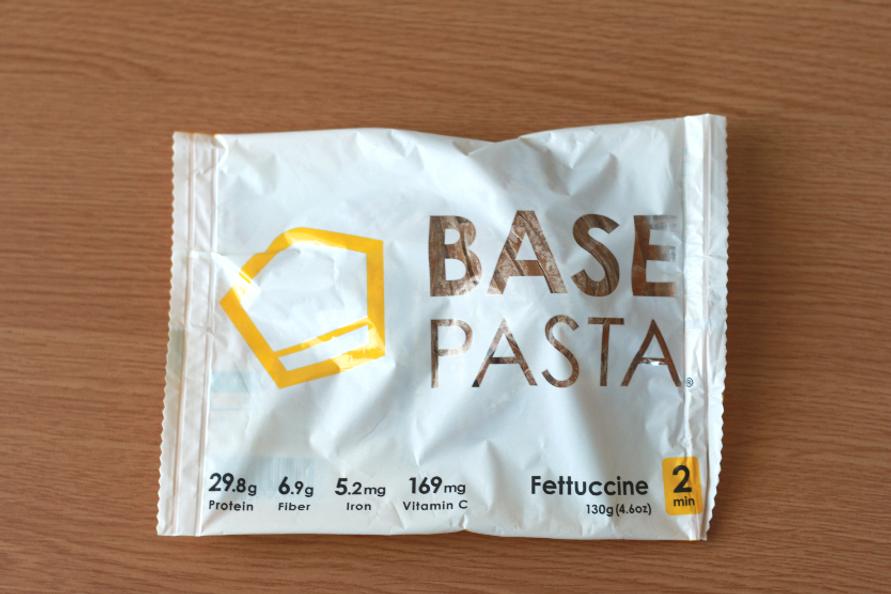 BASE
PASTA®
29.8g 6.9g 5.2mg 169mg
Protein Fiber Iron Vitamin C
Fettuccine
130g (4.6oz)
2
min